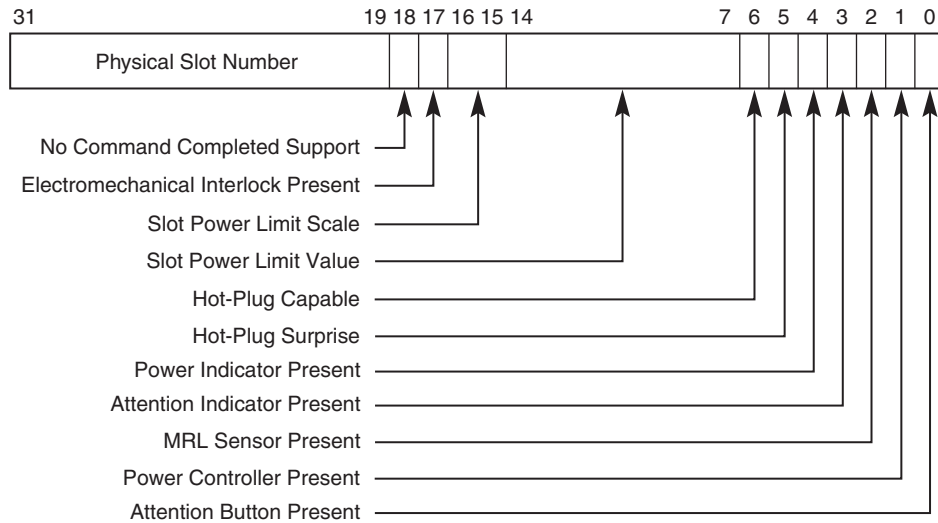 31 19 18 17 16 15 14 7 6 5 4 3 2 1 0
Physical Slot Number
No Command Completed Support
Electromechanical Interlock Present
Slot Power Limit Scale
Slot Power Limit Value
Hot-Plug Capable
Hot-Plug Surprise
Power Indicator Present
Attention Indicator Present
MRL Sensor Present
Power Controller Present
Attention Button Present